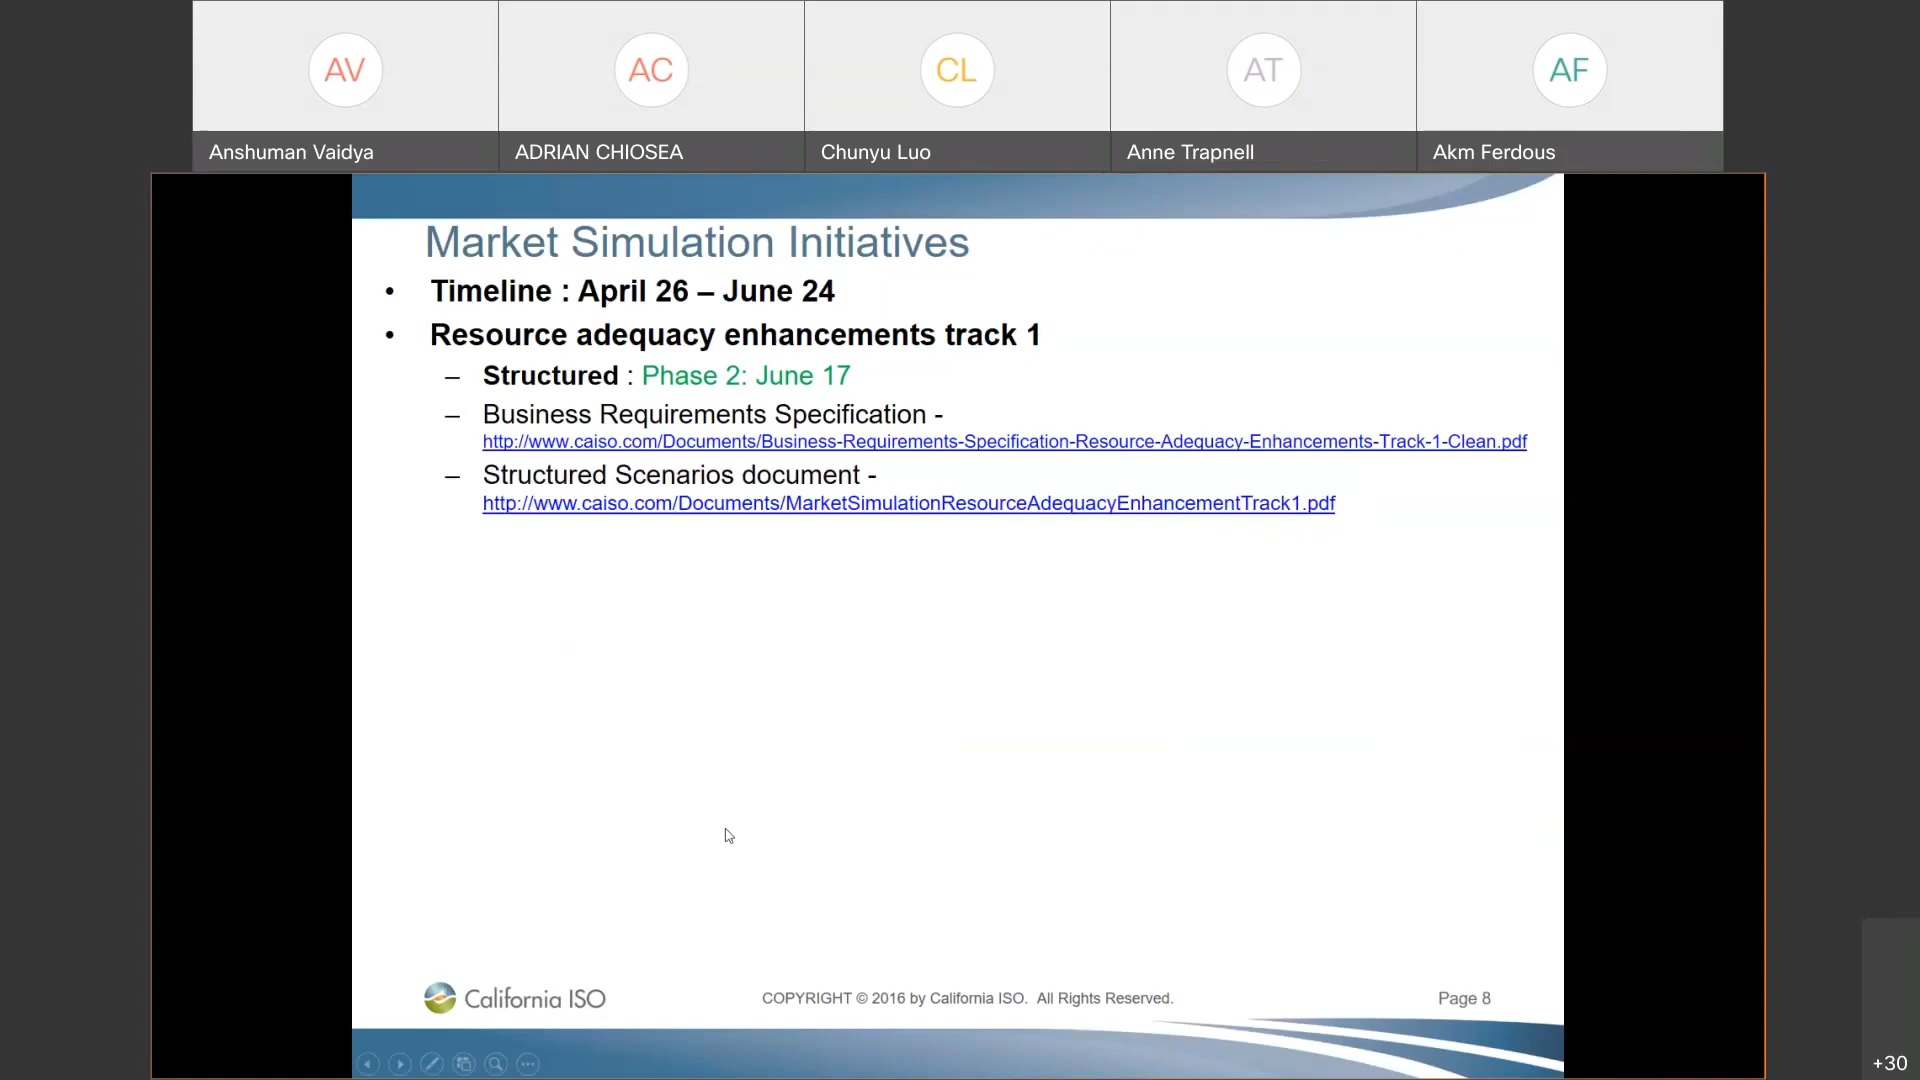 AV
AC
CL
AT
AF
Anshuman Vaidya
ADRIAN CHIOSEA
Chunyu Luo
Anne Trapnell
Akm Ferdous
Market Simulation Initiatives
• Timeline : April 26 – June 24
• Resource adequacy enhancements track 1
– Structured : Phase 2: June 17
– Business Requirements Specification -
http://www.caiso.com/Documents/Business-Requirements-Specification-Resource-Adequacy-Enhancements-Track-1-Clean.pdf
– Structured Scenarios document -
http://www.caiso.com/Documents/MarketSimulationResourceAdequacyEnhancementTrack1.pdf
California ISO
COPYRIGHT © 2016 by California ISO. All Rights Reserved.
Page 8
+30